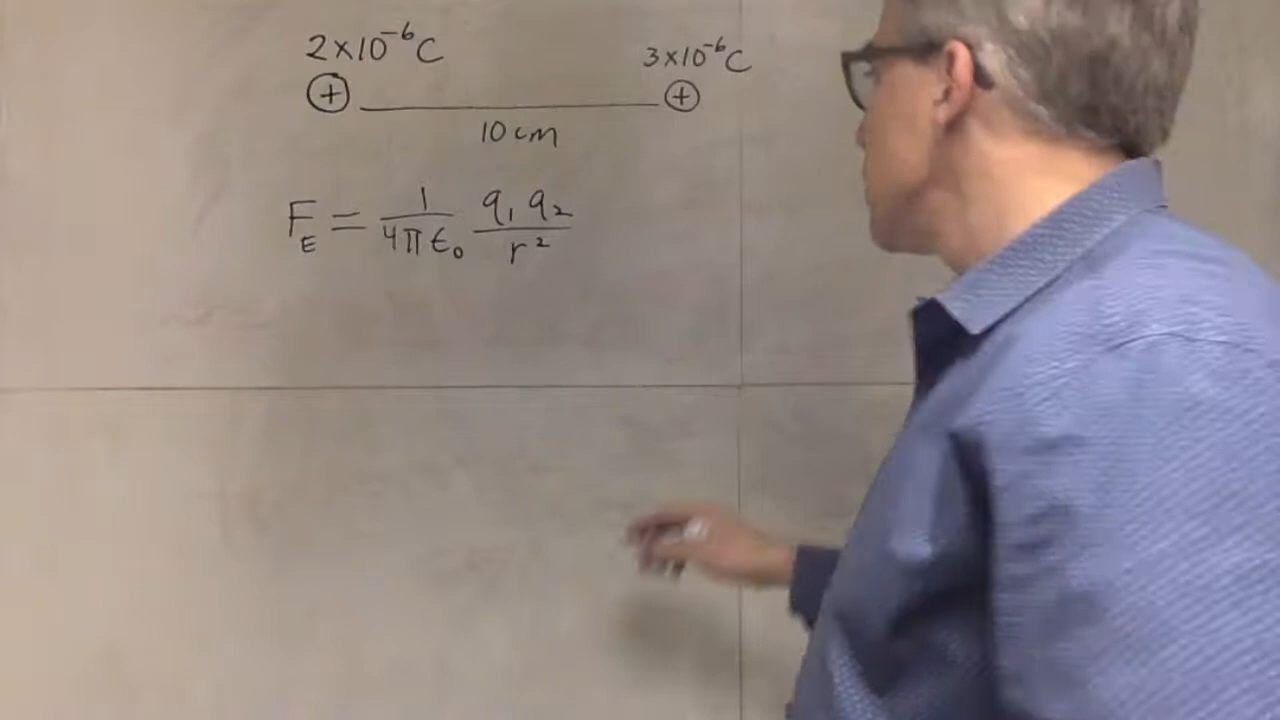 2×10⁻⁶C 3×10⁻⁶C
+ +
10 cm
F_E = 1/(4πϵ₀) q₁q₂/r²